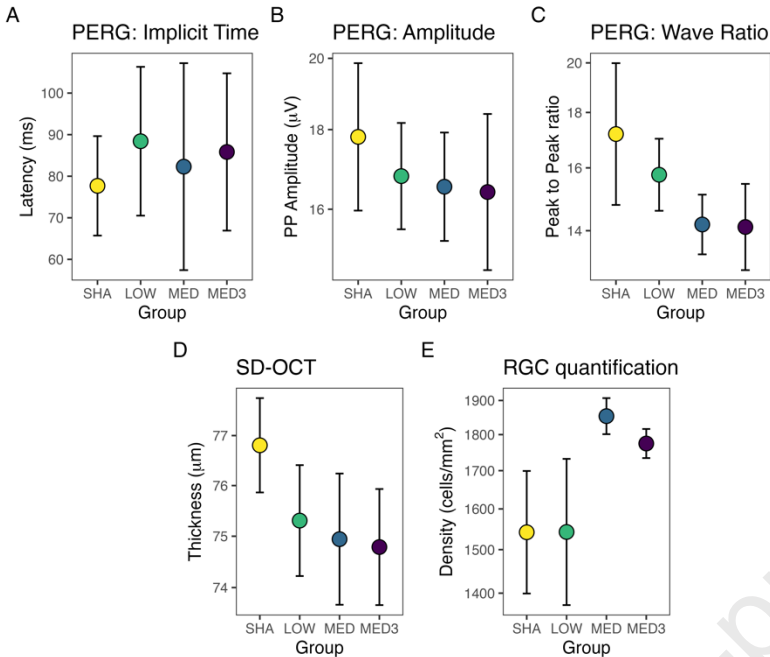 A
PERG: Implicit Time
Latency (ms)
100
90
80
70
60
SHA LOW MED MED3
Group
B
PERG: Amplitude
PP Amplitude (μV)
20
18
16
SHA LOW MED MED3
Group
C
PERG: Wave Ratio
Peak to Peak ratio
20
18
16
14
SHA LOW MED MED3
Group
D
SD-OCT
Thickness (μm)
77
76
75
74
SHA LOW MED MED3
Group
E
RGC quantification
Density (cells/mm²)
1900
1800
1700
1600
1500
1400
SHA LOW MED MED3
Group